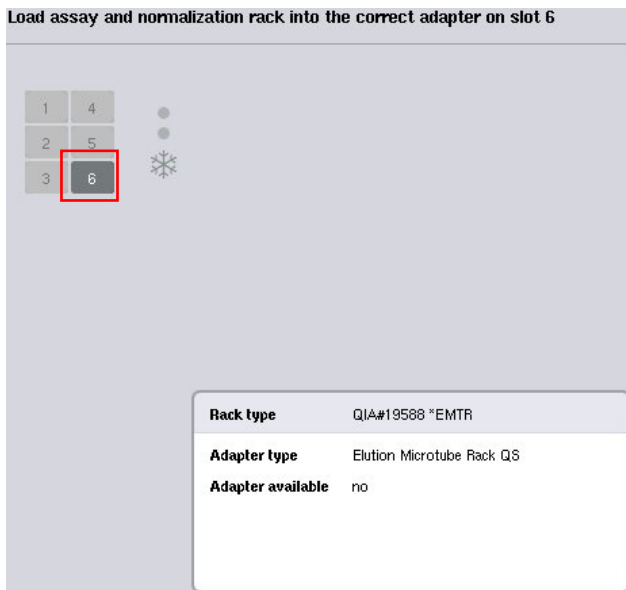 Load assay and normalization rack into the correct adapter on slot 6
1 4
2 5
3 6
Rack type QIA#19588 *EMTR
Adapter type Elution Microtube Rack QS
Adapter available no